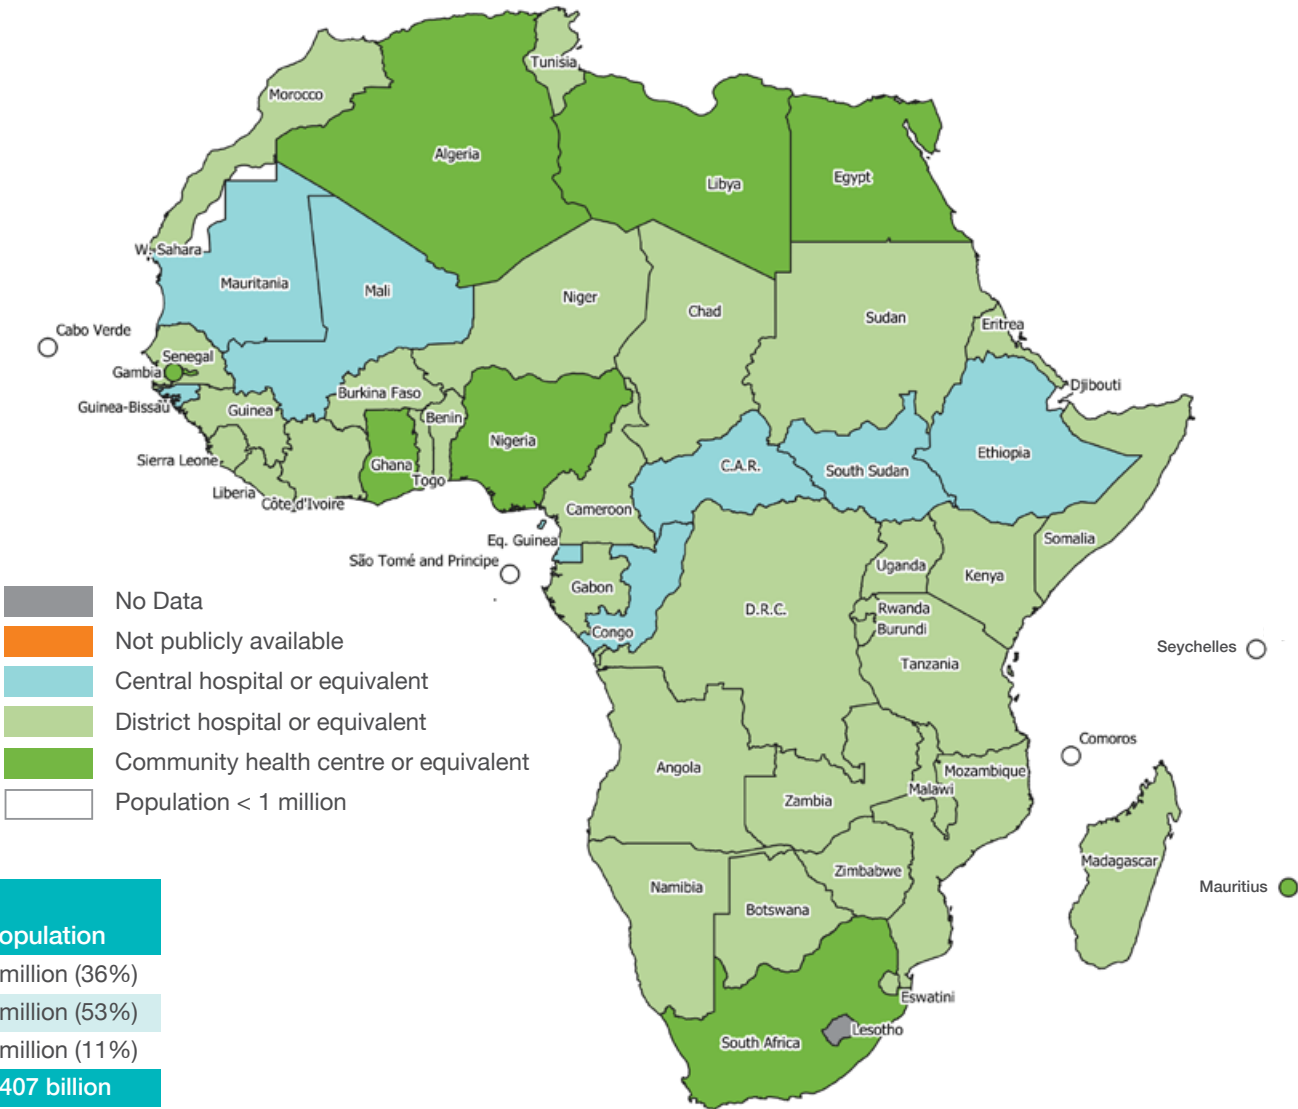 Tunisia
Morocco
Algeria
Libya
Egypt
W. Sahara
Mauritania
Mali
Niger
Chad
Sudan
Eritrea
Cabo Verde
Senegal
Gambia
Djibouti
Guinea-Bissau
Guinea
Burkina Faso
Benin
Nigeria
Ghana
Togo
C.A.R.
South Sudan
Ethiopia
Sierra Leone
Liberia
Côte d'Ivoire
Cameroon
Eq. Guinea
São Tomé and Principe
Somalia
Uganda
Kenya
Gabon
D.R.C.
Rwanda
Burundi
Congo
Tanzania
Seychelles
Comoros
Angola
Mozambique
Malawi
Zambia
Madagascar
Zimbabwe
Namibia
Botswana
Mauritius
Eswatini
Lesotho
South Africa
No Data
Not publicly available
Central hospital or equivalent
District hospital or equivalent
Community health centre or equivalent
Population < 1 million
opulation
million (36%)
million (53%)
million (11%)
407 billion